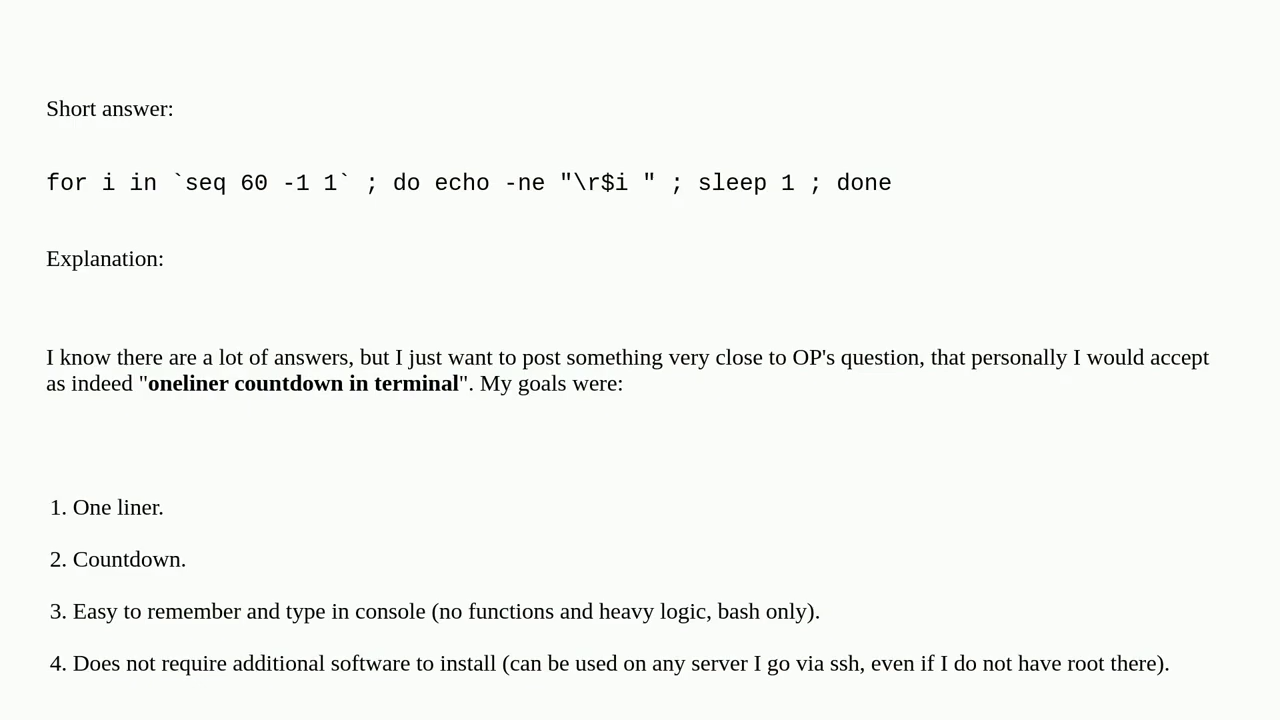 Short answer:
for i in `seq 60 -1 1` ; do echo -ne "\r$i " ; sleep 1 ; done
Explanation:
I know there are a lot of answers, but I just want to post something very close to OP's question, that personally I would accept
as indeed "oneliner countdown in terminal". My goals were:
1. One liner.
2. Countdown.
3. Easy to remember and type in console (no functions and heavy logic, bash only).
4. Does not require additional software to install (can be used on any server I go via ssh, even if I do not have root there).